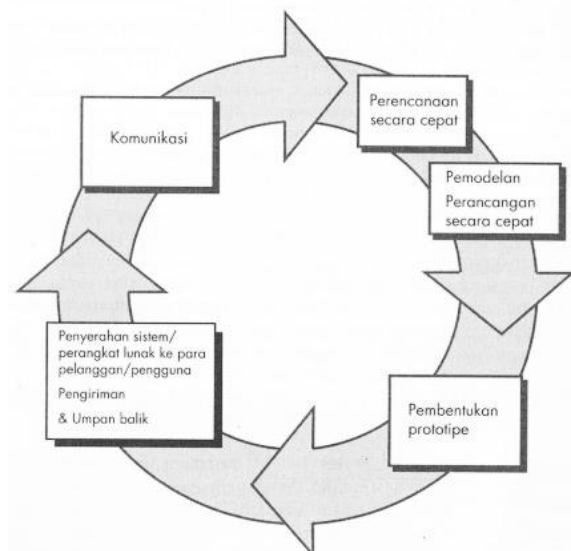 Komunikasi
Perencanaan
secara cepat
Pemodelan
Perancangan
secara cepat
Pembentukan
prototipe
Penyerahan sistem/
perangkat lunak ke para
pelanggan/pengguna
Pengiriman
& Umpan balik